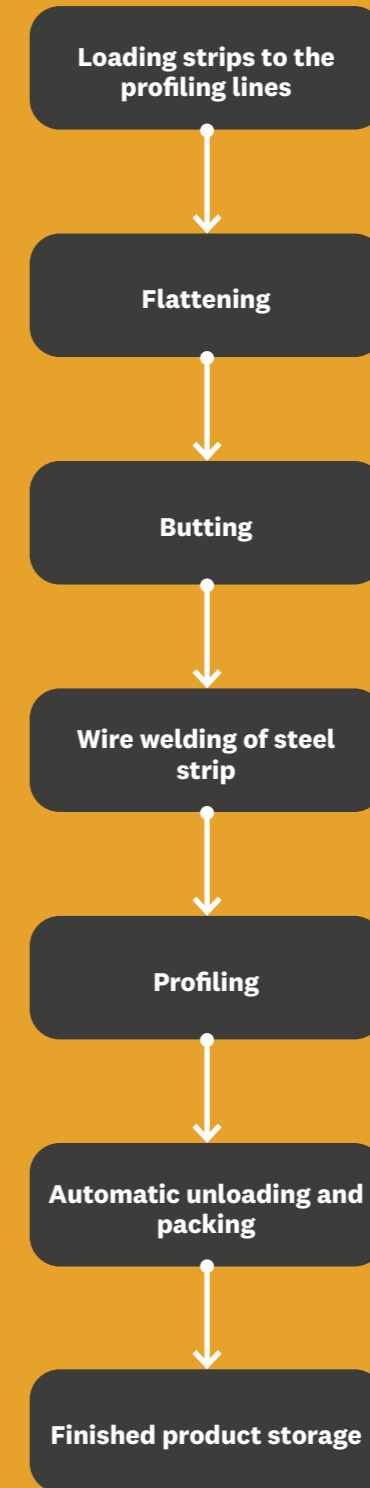 Loading strips to the
profiling lines
Flattening
Butting
Wire welding of steel
strip
Profiling
Automatic unloading and
packing
Finished product storage